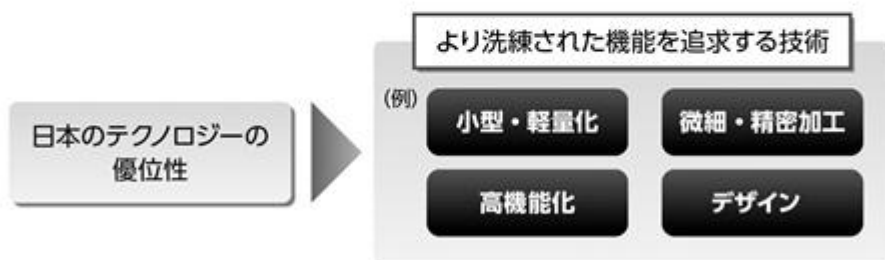 より洗練された機能を追求する技術
(例)
小型・軽量化
微細・精密加工
日本のテクノロジーの
優位性
高機能化
デザイン